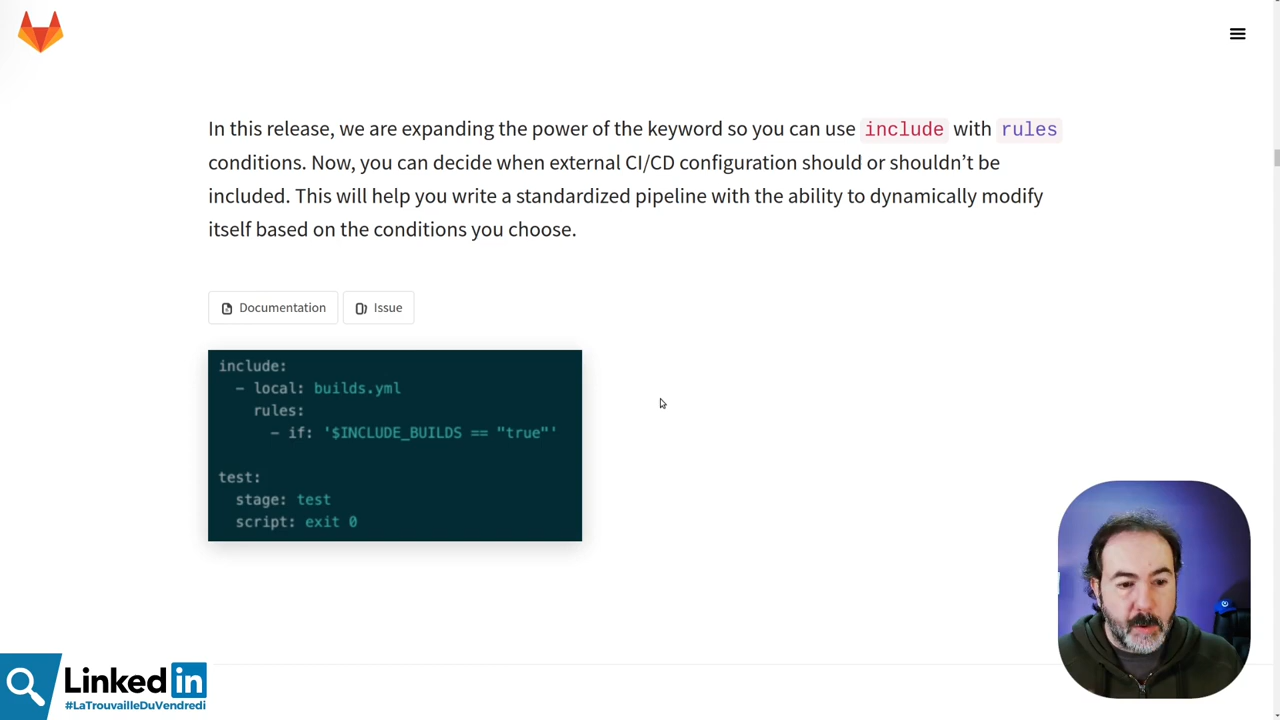 In this release, we are expanding the power of the keyword so you can use include with rules
conditions. Now, you can decide when external CI/CD configuration should or shouldn’t be
included. This will help you write a standardized pipeline with the ability to dynamically modify
itself based on the conditions you choose.
Documentation Issue
include:
  - local: builds.yml
    rules:
      - if: '$INCLUDE_BUILDS == "true"'
test:
  stage: test
  script: exit 0
Linked in
#LaTrouvailleDuVendredi